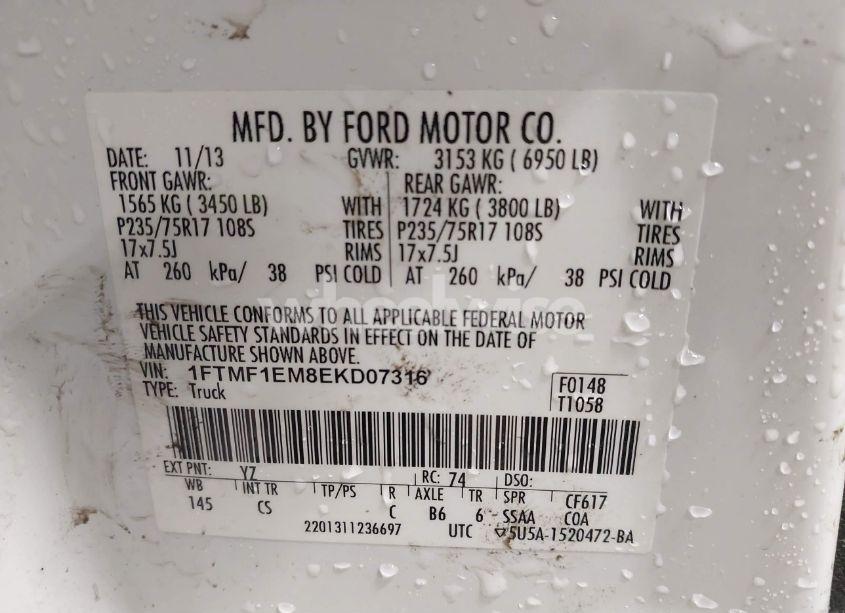 MFD. BY FORD MOTOR CO.
DATE: 11/13 GVWR: 3153 KG ( 6950 LB)
FRONT GAWR: REAR GAWR:
1565 KG ( 3450 LB) WITH 1724 KG ( 3800 LB) WITH
P235/75R17 108S TIRES P235/75R17 108S TIRES
17x7.5J RIMS 17x7.5J RIMS
AT 260 kPa/ 38 PSI COLD AT 260 kPa/ 38 PSI COLD
THIS VEHICLE CONFORMS TO ALL APPLICABLE FEDERAL MOTOR
VEHICLE SAFETY STANDARDS IN EFFECT ON THE DATE OF
MANUFACTURE SHOWN ABOVE.
VIN: 1FTMF1EM8EKD07316
TYPE: Truck
F0148
T1058
EXT PNT: YZ RC: 74 DSO:
WB INT TR TP/PS R AXLE TR SPR CF617
145 CS C B6 6 SSAA COA
2201311236697 UTC 5U5A-1520472-BA